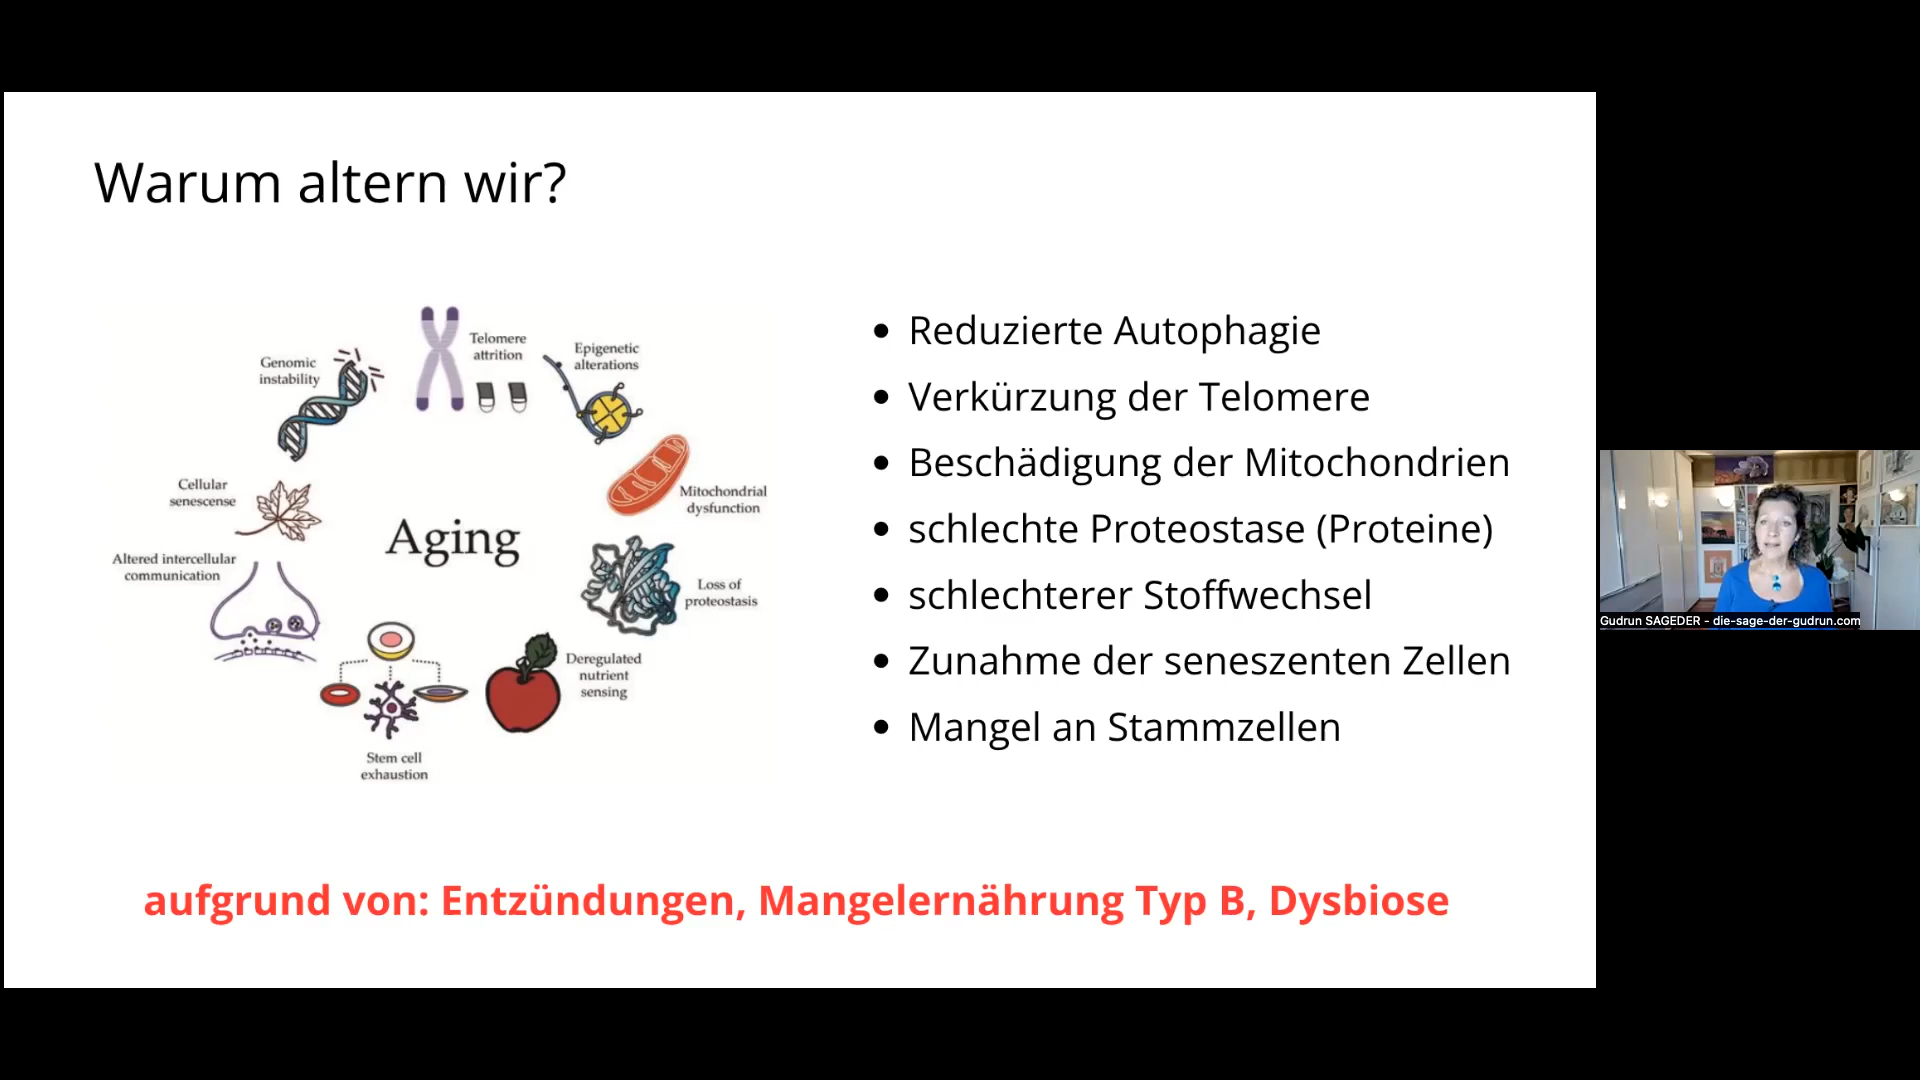 Warum altern wir?
Telomere
attrition
Epigenetic
alterations
Genomic
instability
Mitochondrial
dysfunction
Cellular
senescense
Aging
Altered intercellular
communication
Loss of
proteostasis
Deregulated
nutrient
sensing
Stem cell
exhaustion
• Reduzierte Autophagie
• Verkürzung der Telomere
• Beschädigung der Mitochondrien
• schlechte Proteostase (Proteine)
• schlechterer Stoffwechsel
• Zunahme der seneszenten Zellen
• Mangel an Stammzellen
aufgrund von: Entzündungen, Mangelernährung Typ B, Dysbiose
Gudrun SAGEDER - die-sage-der-gudrun.com